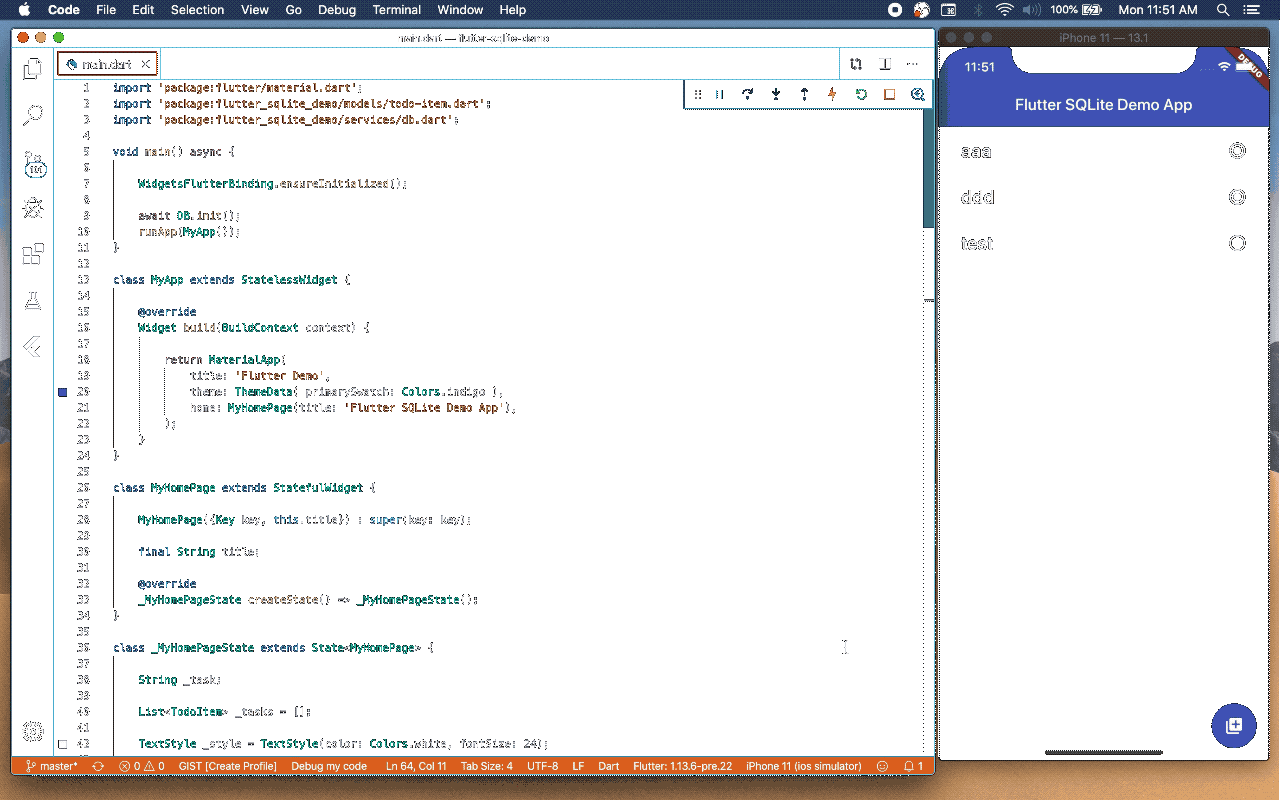 Code File Edit Selection View Go Debug Terminal Window Help 100% Mon 11:51 AM
main.dart — flutter-sqlite-demo
main.dart
1 import 'package:flutter/material.dart';
2 import 'package:flutter_sqlite_demo/models/todo-item.dart';
3 import 'package:flutter_sqlite_demo/services/db.dart';
4
5 void main() async {
6
7 WidgetsFlutterBinding.ensureInitialized();
8
9 await DB.init();
10 runApp(MyApp());
11 }
12
13 class MyApp extends StatelessWidget {
14
15 @override
16 Widget build(BuildContext context) {
17
18 return MaterialApp(
19 title: 'Flutter Demo',
20 theme: ThemeData( primarySwatch: Colors.indigo ),
21 home: MyHomePage(title: 'Flutter SQLite Demo App'),
22 );
23 }
24 }
25
26 class MyHomePage extends StatefulWidget {
27
28 MyHomePage({Key key, this.title}) : super(key: key);
29
30 final String title;
31
32 @override
33 _MyHomePageState createState() => _MyHomePageState();
34 }
35
36 class _MyHomePageState extends State<MyHomePage> {
37
38 String _task;
39
40 List<TodoItem> _tasks = [];
41
42 TextStyle _style = TextStyle(color: Colors.white, fontSize: 24);
master* 0 0 GIST [Create Profile] Debug my code Ln 64, Col 11 Tab Size: 4 UTF-8 LF Dart Flutter: 1.13.6-pre.22 iPhone 11 (ios simulator) 1
iPhone 11 — 13.1
11:51
DEBUG
Flutter SQLite Demo App
aaa
ddd
test